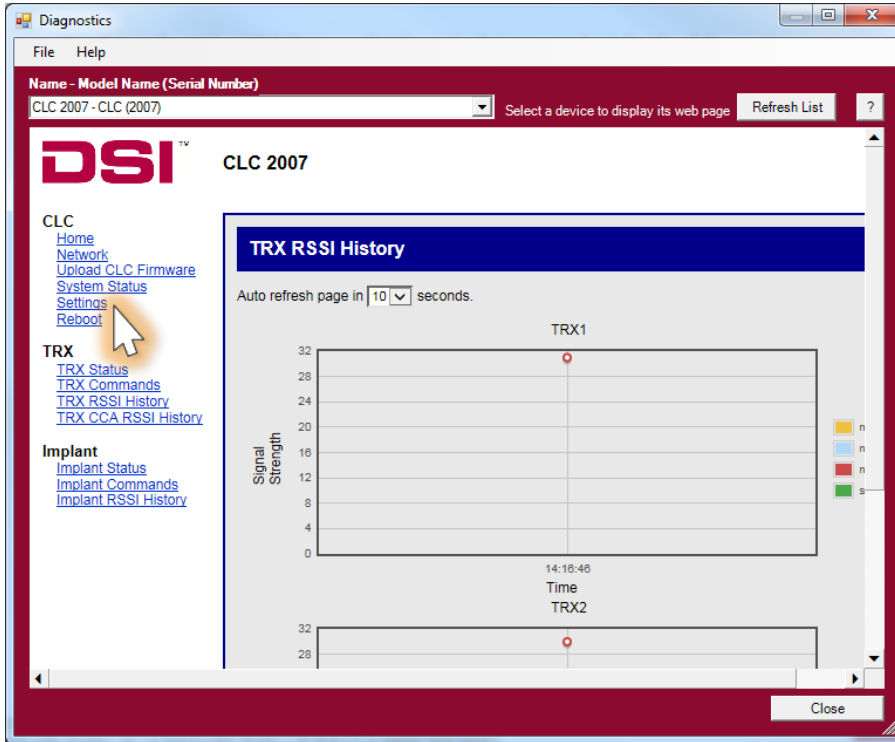 Diagnostics
File Help
Name - Model Name (Serial Number)
CLC 2007 - CLC (2007) Select a device to display its web page Refresh List ?
DSI™
CLC 2007
CLC
Home
Network
Upload CLC Firmware
System Status
Settings
Reboot
TRX
TRX Status
TRX Commands
TRX RSSI History
TRX CCA RSSI History
Implant
Implant Status
Implant Commands
Implant RSSI History
TRX RSSI History
Auto refresh page in 10 seconds.
TRX1
32
28
24
20
16
12
8
4
0
Signal
Strength
n
n
n
s
14:16:46
Time
TRX2
32
28
Close